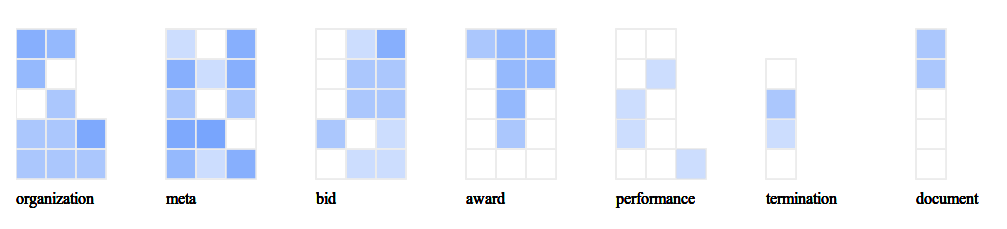 organization meta bid award performance termination document